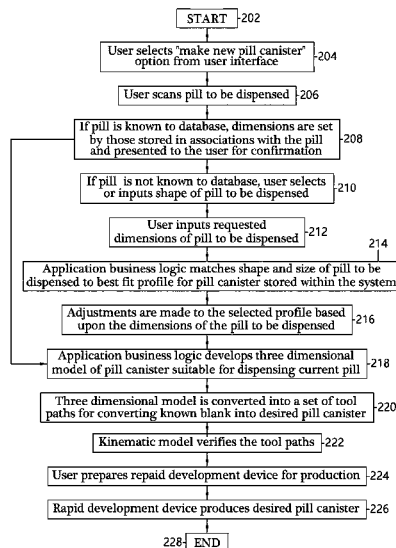 START
202
User selects "make new pill canister"
option from user interface
204
User scans pill to be dispensed
206
If pill is known to database, dimensions are set
by those stored in associations with the pill
and presented to the user for confirmation
208
If pill is not known to database, user selects
or inputs shape of pill to be dispensed
210
User inputs requested
dimensions of pill to be dispensed
212
214
Application business logic matches shape and size of pill to be
dispensed to best fit profile for pill canister stored within the system
Adjustments are made to the selected profile based
upon the dimensions of the pill to be dispensed
216
Application business logic develops three dimensional
model of pill canister suitable for dispensing current pill
218
Three dimensional model is converted into a set of tool
paths for converting known blank into desired pill canister
220
Kinematic model verifies the tool paths
222
User prepares repaid development device for production
224
Rapid development device produces desired pill canister
226
228
END